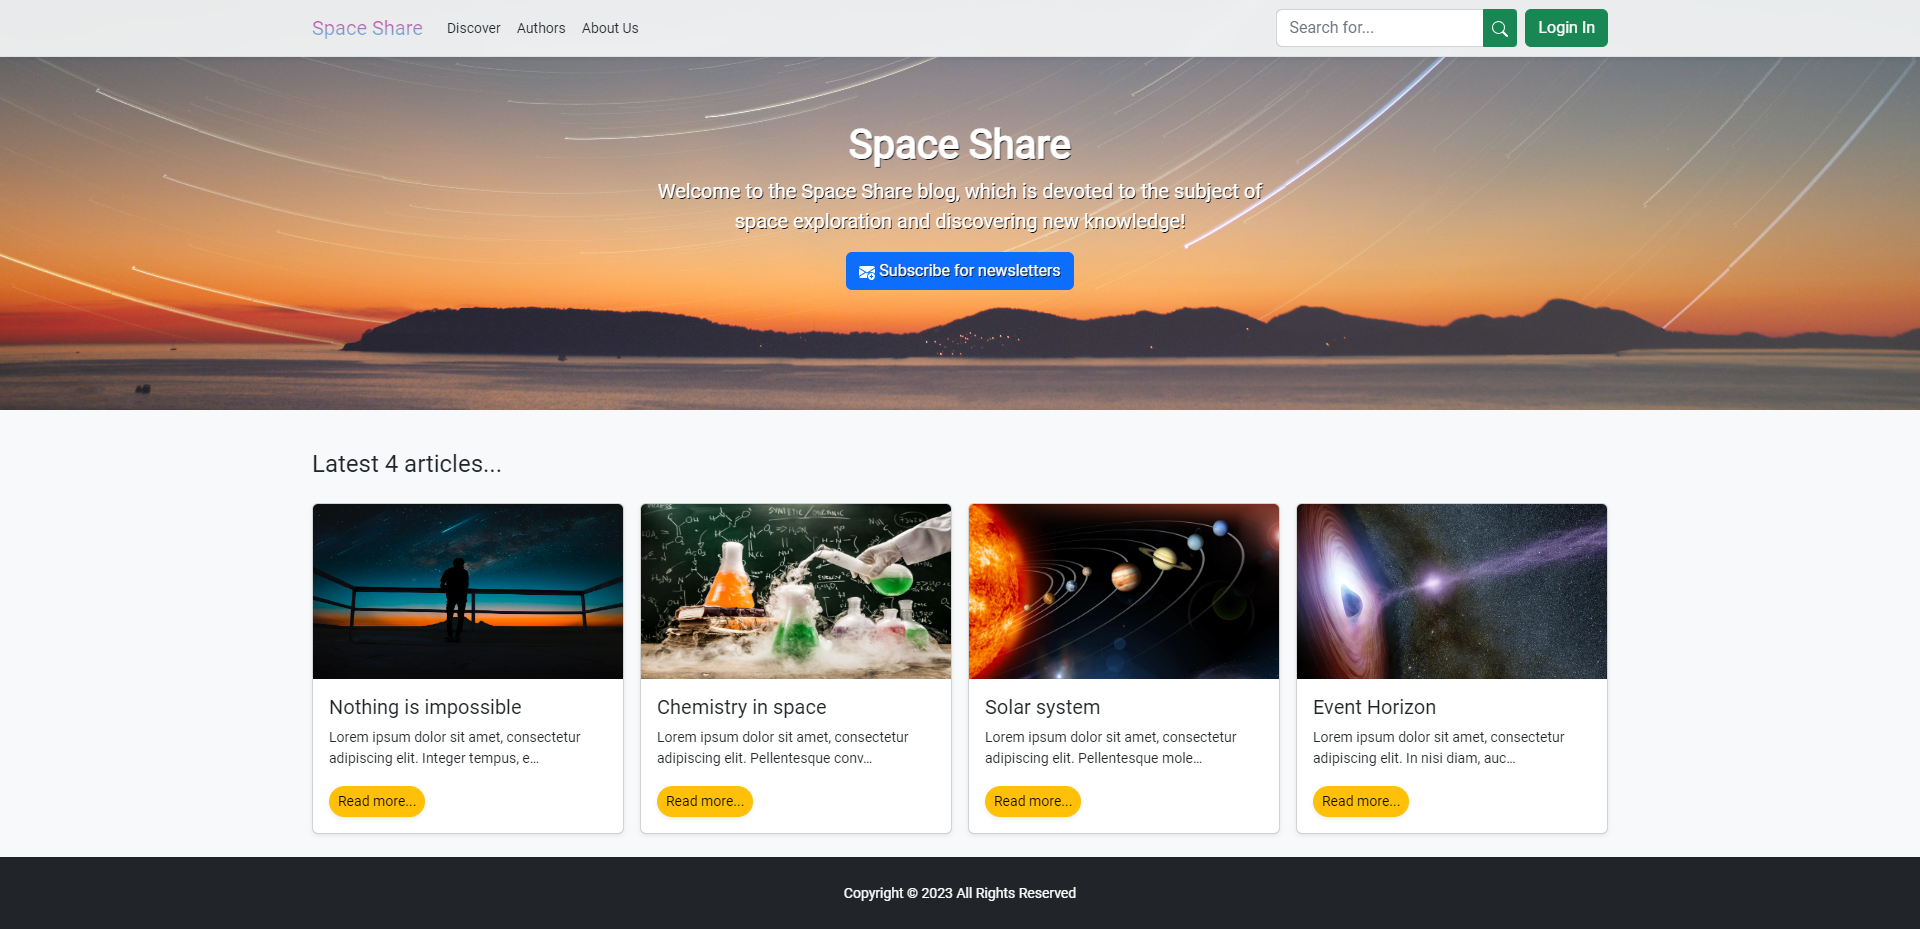 Space Share
Discover
Authors
About Us
Search for...
Login In
Space Share
Welcome to the Space Share blog, which is devoted to the subject of
space exploration and discovering new knowledge!
Subscribe for newsletters
Latest 4 articles...
Nothing is impossible
Lorem ipsum dolor sit amet, consectetur
adipiscing elit. Integer tempus, e...
Read more...
Chemistry in space
Lorem ipsum dolor sit amet, consectetur
adipiscing elit. Pellentesque conv...
Read more...
Solar system
Lorem ipsum dolor sit amet, consectetur
adipiscing elit. Pellentesque mole...
Read more...
Event Horizon
Lorem ipsum dolor sit amet, consectetur
adipiscing elit. In nisi diam, auc...
Read more...
Copyright © 2023 All Rights Reserved